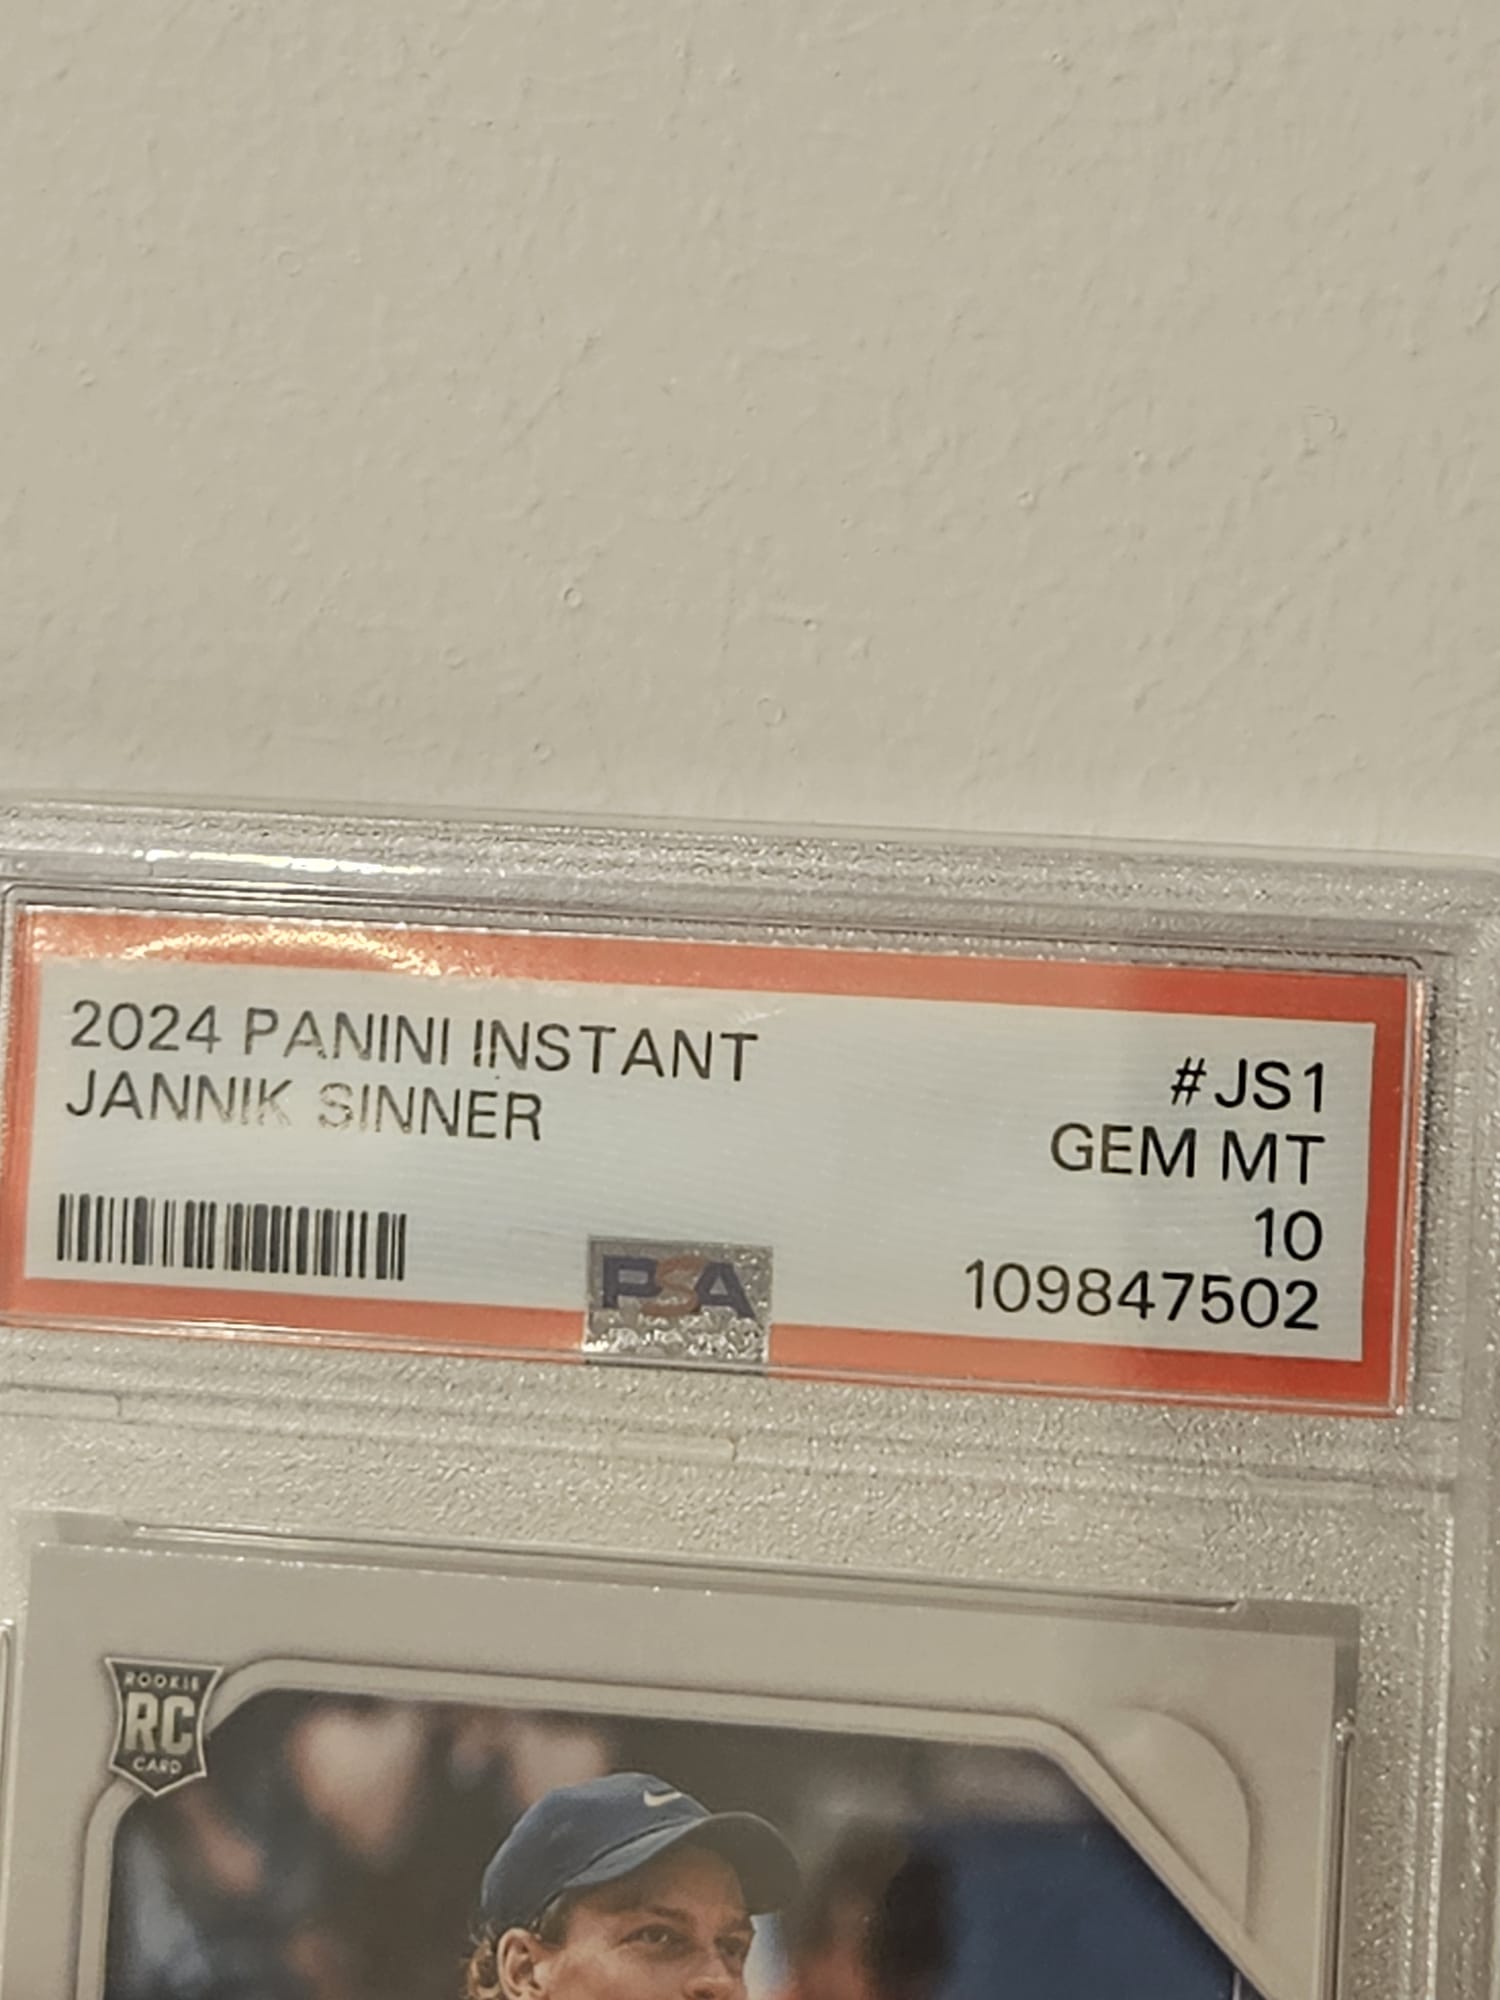 2024 PANINI INSTANT
JANNIK SINNER
#JS1
GEM MT
10
109847502
PSA
ROOKIE
RC
CARD